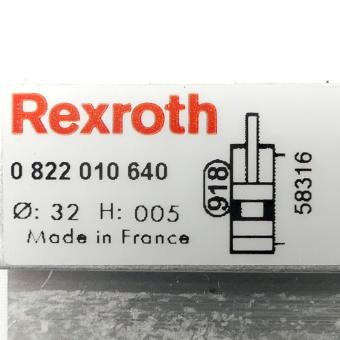 Rexroth
0 822 010 640
Ø: 32 H: 005
Made in France
918
58316